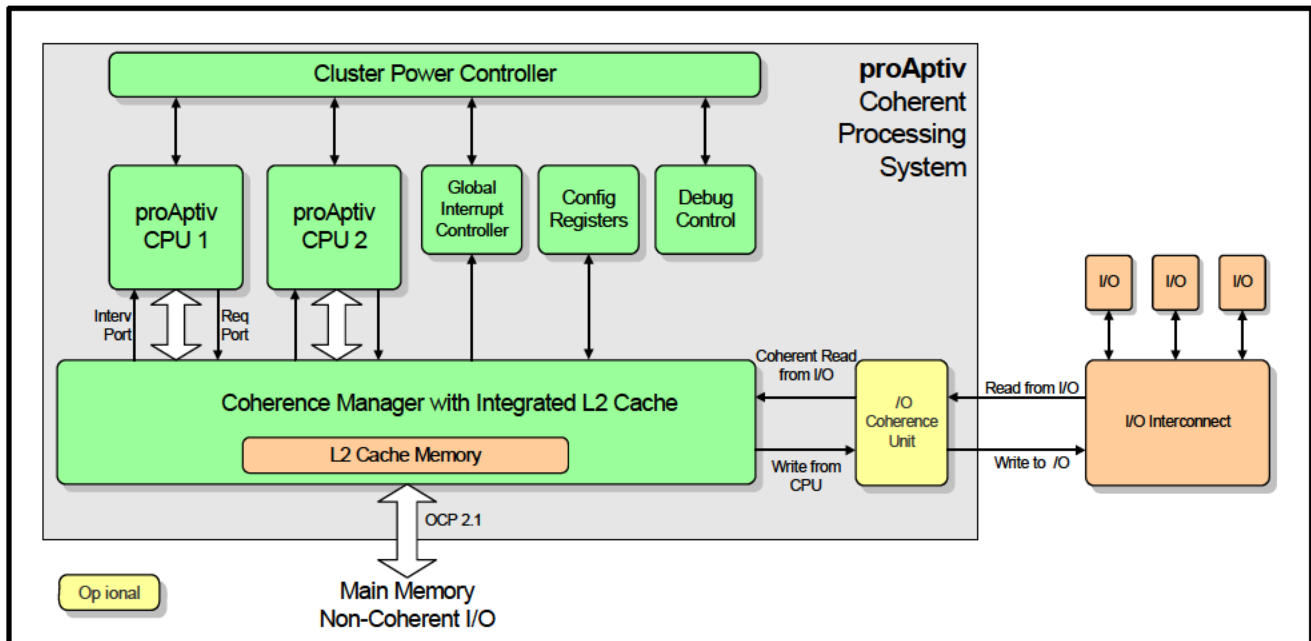 Cluster Power Controller
proAptiv
Coherent
Processing
System
proAptiv
CPU 1
proAptiv
CPU 2
Global
Interrupt
Controller
Config
Registers
Debug
Control
I/O
I/O
I/O
Interv
Port
Req
Port
Coherence Manager with Integrated L2 Cache
L2 Cache Memory
Coherent Read
from I/O
Write from
CPU
/O
Coherence
Unit
Read from I/O
Write to /O
I/O Interconnect
OCP 2.1
Main Memory
Non-Coherent I/O
Op ional